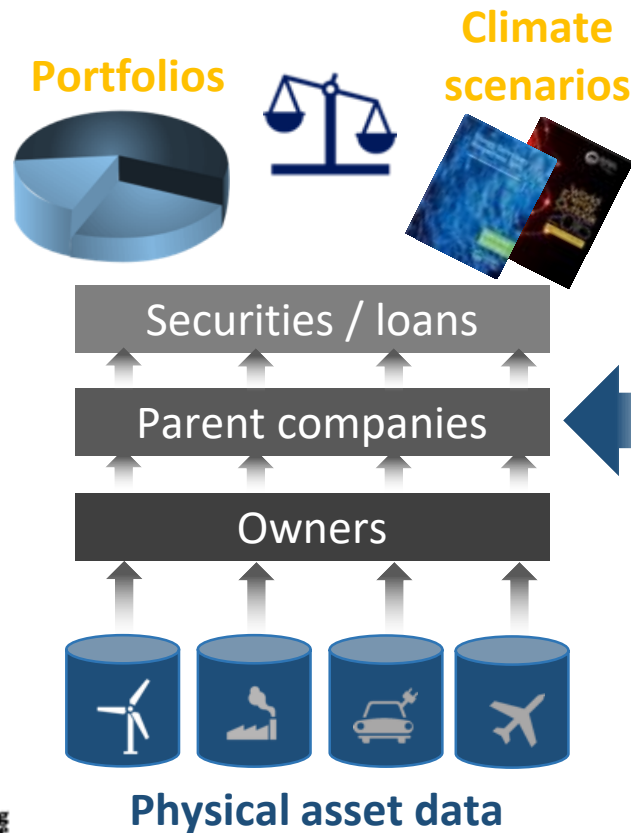 Climate
scenarios
Portfolios
Securities / loans
Parent companies
Owners
Physical asset data